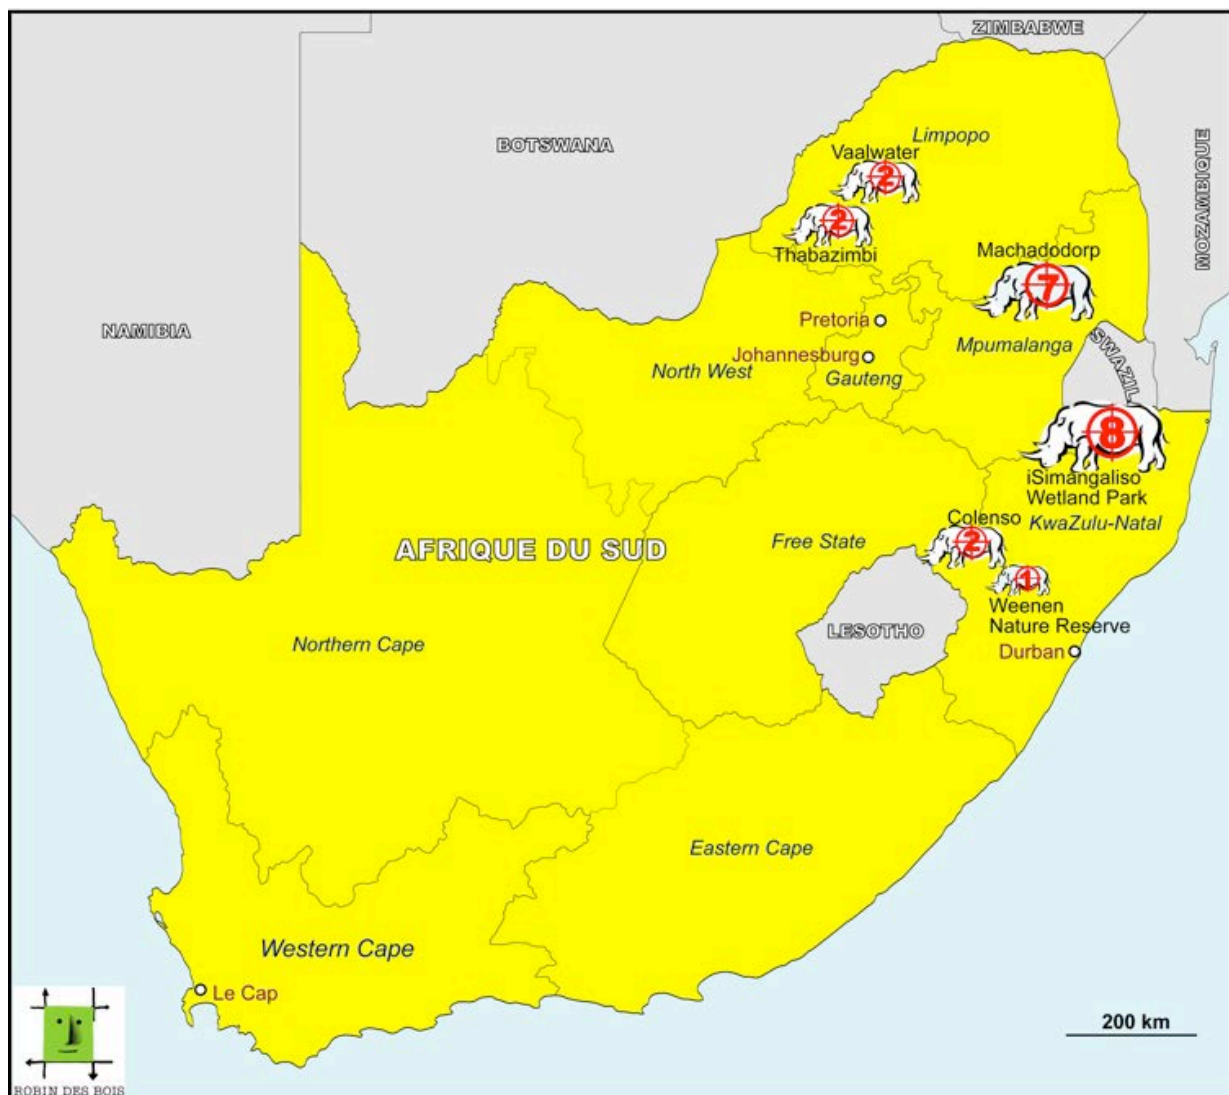 ZIMBABWE
Limpopo
BOTSWANA
Vaalwater
2
MOZAMBIQUE
2
Thabazimbi
Machadodorp
7
NAMIBIA
Pretoria
Mpumalanga
SWAZIL.
Johannesburg
North West
Gauteng
8
iSimangaliso
Wetland Park
Colenso
KwaZulu-Natal
2
Free State
AFRIQUE DU SUD
1
Weenen
Nature Reserve
LESOTHO
Northern Cape
Durban
Eastern Cape
Western Cape
Le Cap
200 km
ROBIN DES BOIS